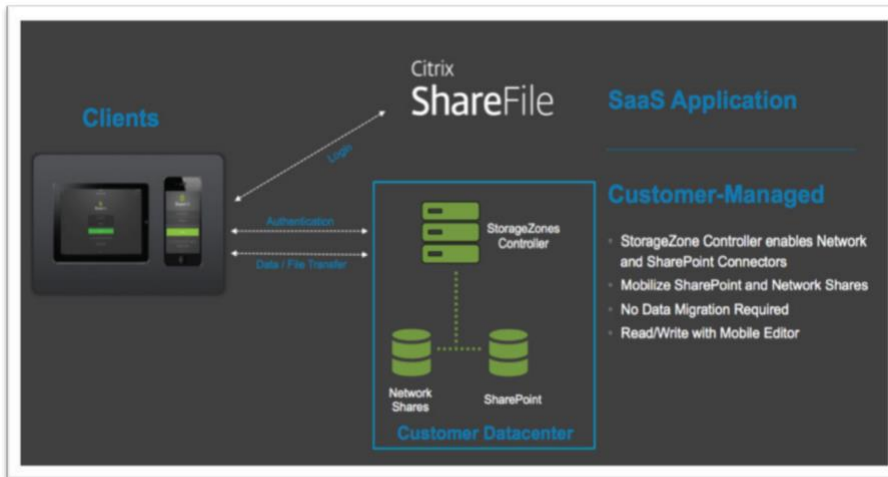 Citrix
ShareFile
SaaS Application
Clients
Login
Customer-Managed
Authentication
StorageZones
Controller
Data / File Transfer
StorageZone Controller enables Network
and SharePoint Connectors
Mobilize SharePoint and Network Shares
No Data Migration Required
Read/Write with Mobile Editor
Network
Shares
SharePoint
Customer Datacenter